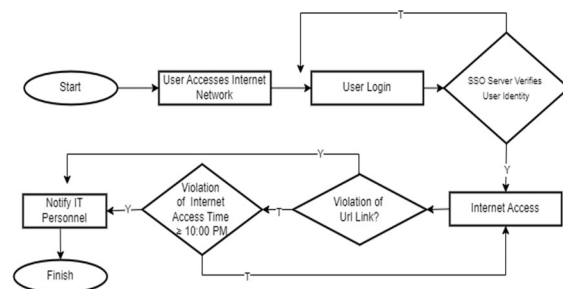 T
Start
User Accesses Internet
Network
User Login
SSO Server Verifies
User Identity
Y
Y
Notify IT
Personnel
Y
Violation
of Internet
Access Time
≥ 10:00 PM
T
Violation of
Url Link?
Internet Access
T
Finish